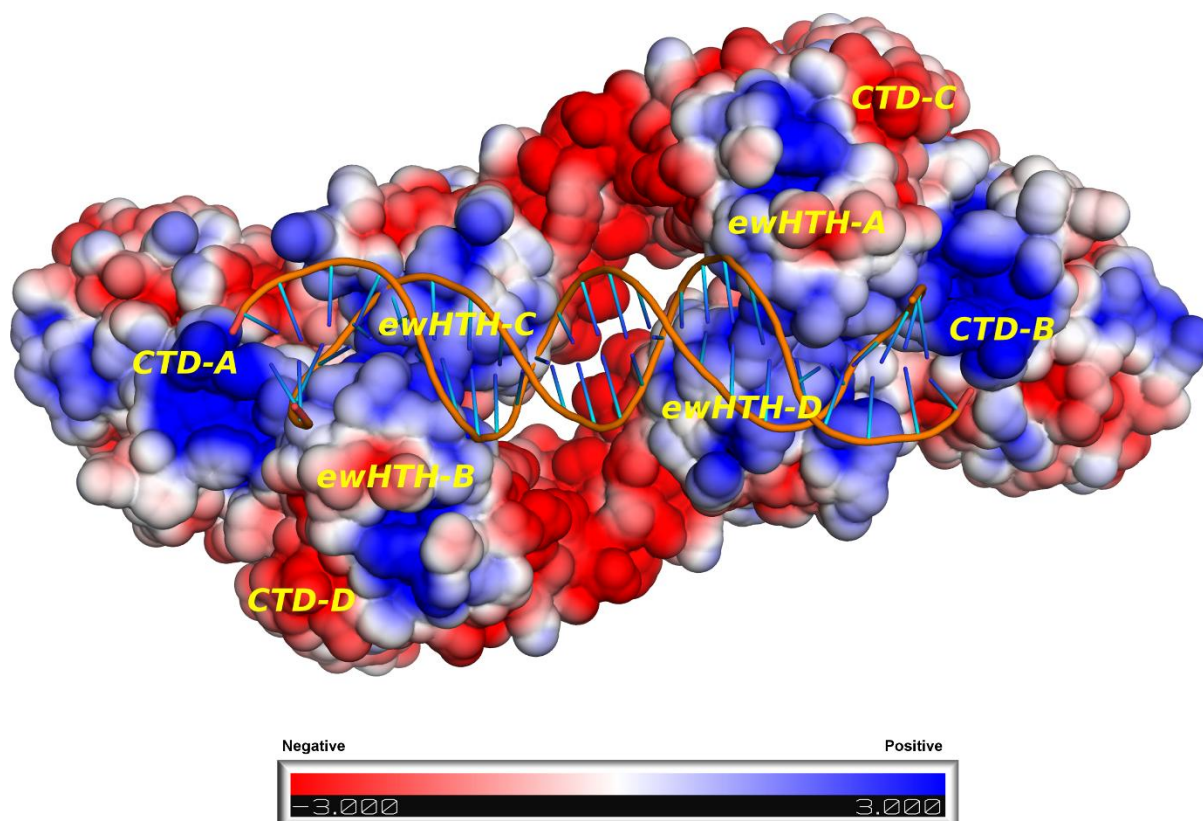 CTD-C
ewHTH-A
ewHTH-C
CTD-A
CTD-B
ewHTH-D
ewHTH-B
CTD-D
Negative Positive
-3.000 3.000